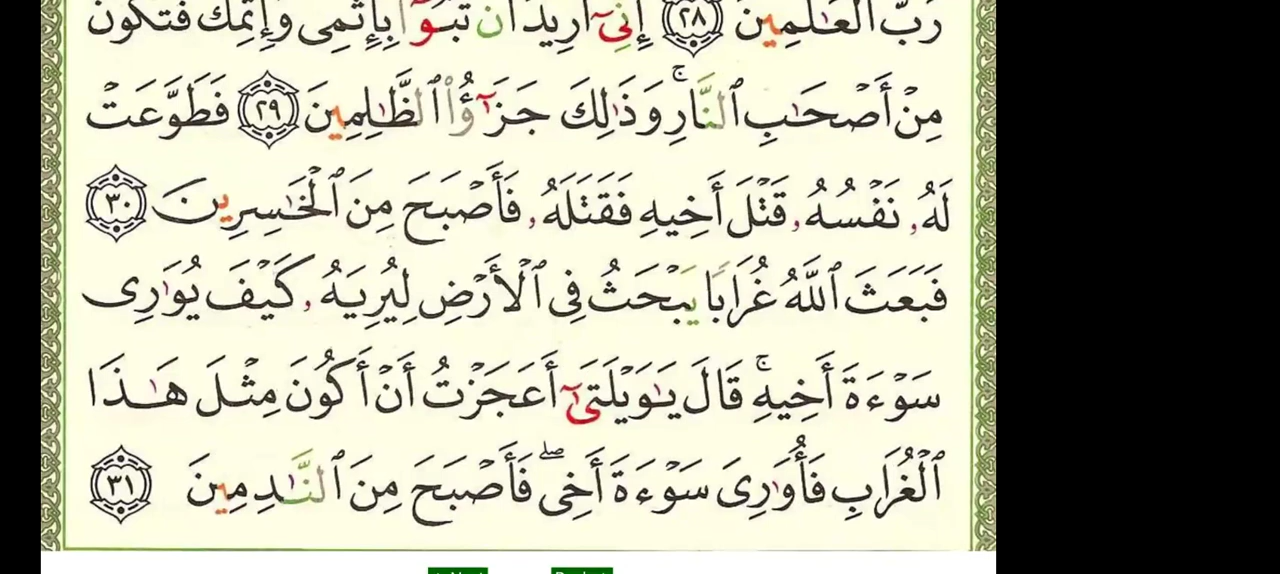 رَبَّ ٱلْعَـٰلَمِينَ ٢٨ إِنِّىٓ أُرِيدُ أَن تَبُوٓأَ بِإِثْمِى وَإِثْمِكَ فَتَكُونَ
مِنْ أَصْحَـٰبِ ٱلنَّارِ ۚ وَذَٰلِكَ جَزَٰٓؤُا۟ ٱلظَّـٰلِمِينَ ٢٩ فَطَوَّعَتْ
لَهُۥ نَفْسُهُۥ قَتْلَ أَخِيهِ فَقَتَلَهُۥ فَأَصْبَحَ مِنَ ٱلْخَـٰسِرِينَ ٣٠
فَبَعَثَ ٱللَّهُ غُرَابًا يَبْحَثُ فِى ٱلْأَرْضِ لِيُرِيَهُۥ كَيْفَ يُوَٰرِى
سَوْءَةَ أَخِيهِ ۚ قَالَ يَـٰوَيْلَتَىٰٓ أَعَجَزْتُ أَنْ أَكُونَ مِثْلَ هَـٰذَا
ٱلْغُرَابِ فَأُوَٰرِىَ سَوْءَةَ أَخِى ۖ فَأَصْبَحَ مِنَ ٱلنَّـٰدِمِينَ ٣١